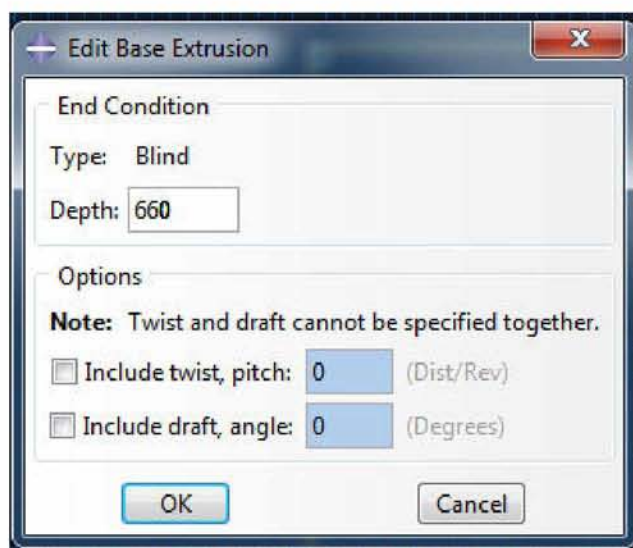 Edit Base Extrusion
End Condition
Type: Blind
Depth: 660
Options
Note: Twist and draft cannot be specified together.
Include twist, pitch: 0 (Dist/Rev)
Include draft, angle: 0 (Degrees)
OK Cancel